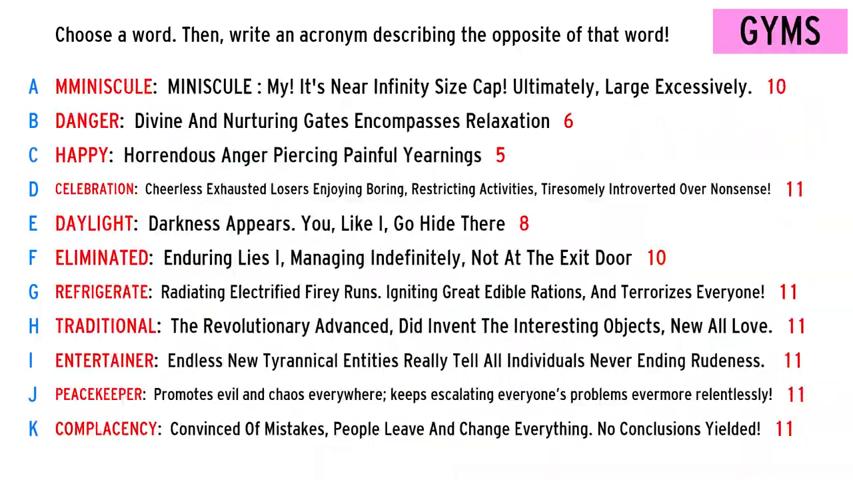 Choose a word. Then, write an acronym describing the opposite of that word!
GYMS
A MMINISCULE: MINISCULE : My! It's Near Infinity Size Cap! Ultimately, Large Excessively. 10
B DANGER: Divine And Nurturing Gates Encompasses Relaxation 6
C HAPPY: Horrendous Anger Piercing Painful Yearnings 5
D CELEBRATION: Cheerless Exhausted Losers Enjoying Boring, Restricting Activities, Tiresomely Introverted Over Nonsense! 11
E DAYLIGHT: Darkness Appears. You, Like I, Go Hide There 8
F ELIMINATED: Enduring Lies I, Managing Indefinitely, Not At The Exit Door 10
G REFRIGERATE: Radiating Electrified Firey Runs. Igniting Great Edible Rations, And Terrorizes Everyone! 11
H TRADITIONAL: The Revolutionary Advanced, Did Invent The Interesting Objects, New All Love. 11
I ENTERTAINER: Endless New Tyrannical Entities Really Tell All Individuals Never Ending Rudeness. 11
J PEACEKEEPER: Promotes evil and chaos everywhere; keeps escalating everyone's problems evermore relentlessly! 11
K COMPLACENCY: Convinced Of Mistakes, People Leave And Change Everything. No Conclusions Yielded! 11